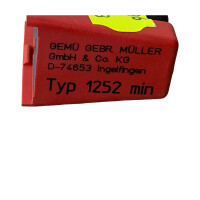 GEMÜ GEBR. MÜLLER
GmbH & Co. KG
D-74653 Ingelfingen
Typ 1252 min